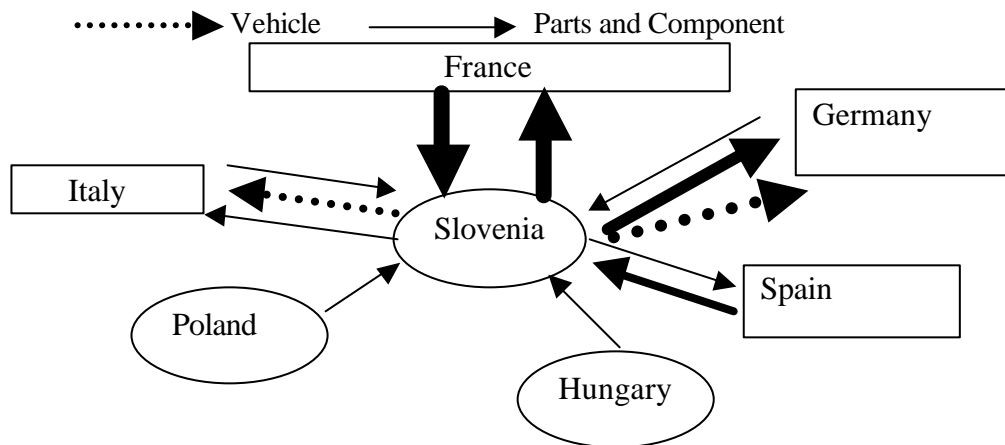 Vehicle Parts and Component
France
Germany
Italy
Slovenia
Spain
Poland
Hungary